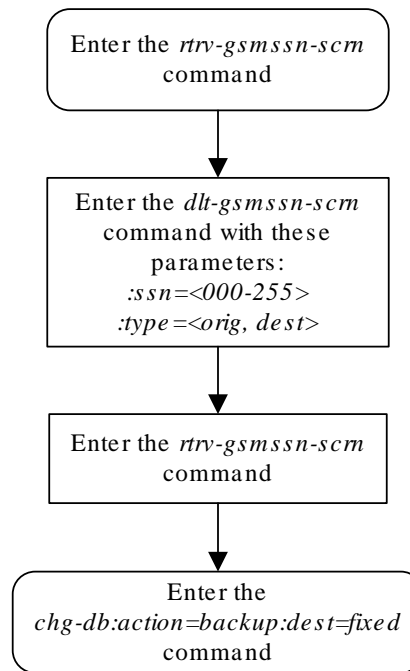 Enter the rtrv-gsmssn-scrn
command
Enter the dlt-gsmssn-scrn
command with these
parameters:
:ssn=<000-255>
:type=<orig, dest>
Enter the rtrv-gsmssn-scrn
command
Enter the
chg-db:action=backup:dest=fixed
command